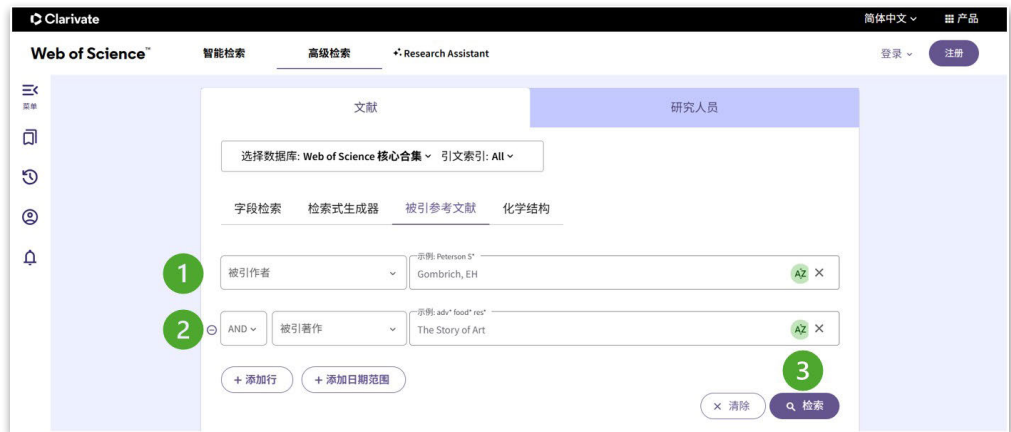 Clarivate 简体中文 产品
Web of Science™ 智能检索 高级检索 Research Assistant 登录 注册
菜单
文献 研究人员
选择数据库: Web of Science 核心合集 引文索引: All
字段检索 检索式生成器 被引参考文献 化学结构
示例: Peterson S*
1 被引作者 Gombrich, EH AZ
示例: adv* food* res*
2 AND 被引著作 The Story of Art AZ
+ 添加行 + 添加日期范围
3
× 清除 检索